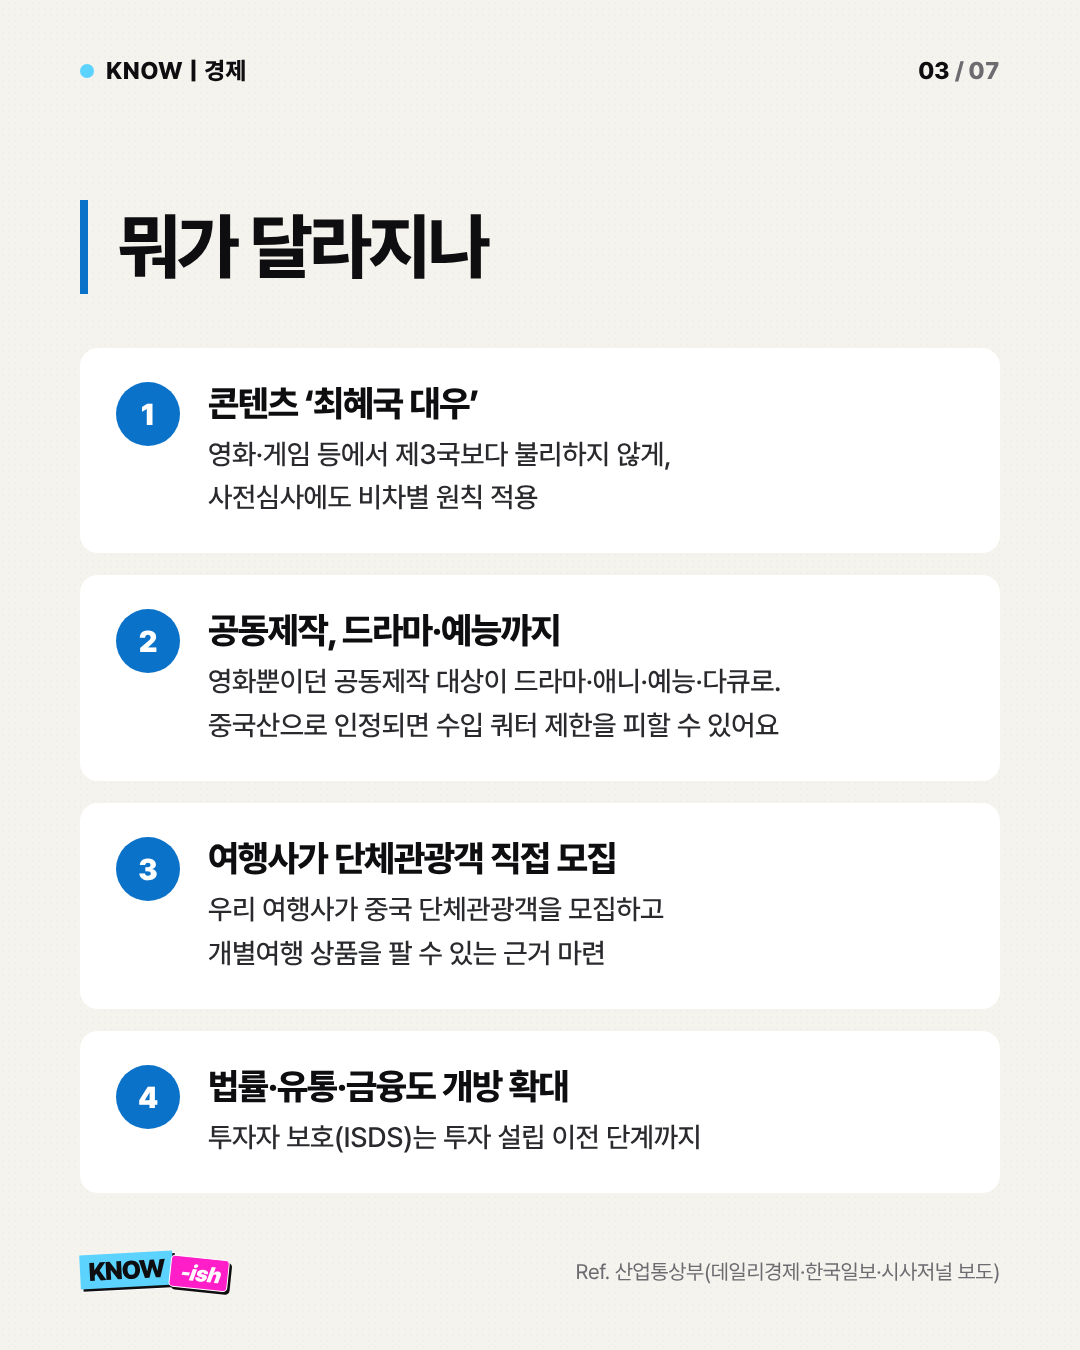 KNOW | 경제
03 / 07
뭐가 달라지나
1
콘텐츠 ‘최혜국 대우’
영화·게임 등에서 제3국보다 불리하지 않게,
사전심사에도 비차별 원칙 적용
2
공동제작, 드라마·예능까지
영화뿐이던 공동제작 대상이 드라마·애니·예능·다큐로.
중국산으로 인정되면 수입 쿼터 제한을 피할 수 있어요
3
여행사가 단체관광객 직접 모집
우리 여행사가 중국 단체관광객을 모집하고
개별여행 상품을 팔 수 있는 근거 마련
4
법률·유통·금융도 개방 확대
투자자 보호(ISDS)는 투자 설립 이전 단계까지
KNOW -ish
Ref. 산업통상부(데일리경제·한국일보·시사저널 보도)